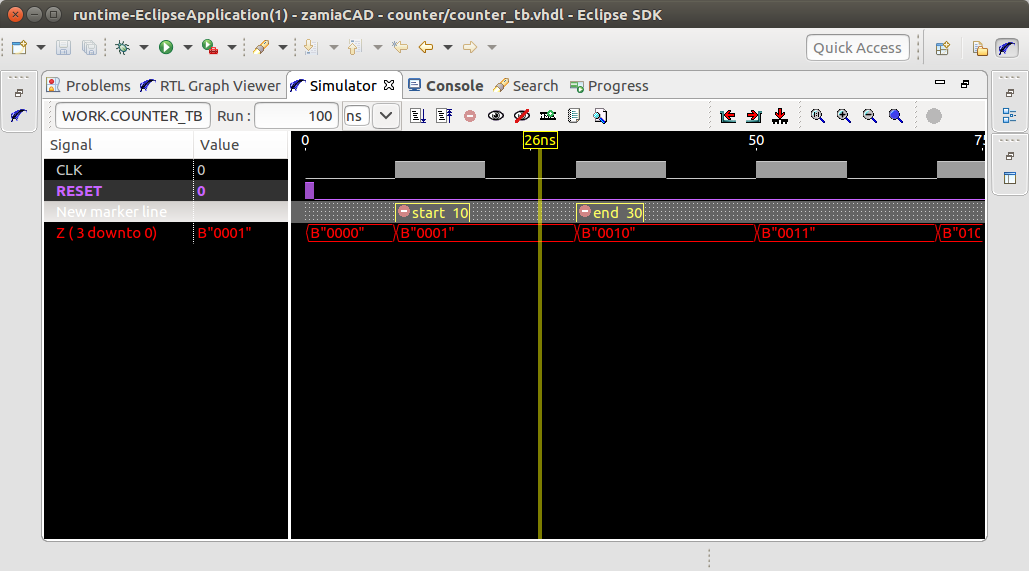 runtime-EclipseApplication(1) - zamiaCAD - counter/counter_tb.vhdl - Eclipse SDK
Quick Access
Problems RTL Graph Viewer Simulator Console Search Progress
WORK.COUNTER_TB Run : 100 ns
Signal Value 0 26ns 50 75
CLK 0
RESET 0
New marker line start 10 end 30
Z ( 3 downto 0) B"0001" B"0000" B"0001" B"0010" B"0011" B"010